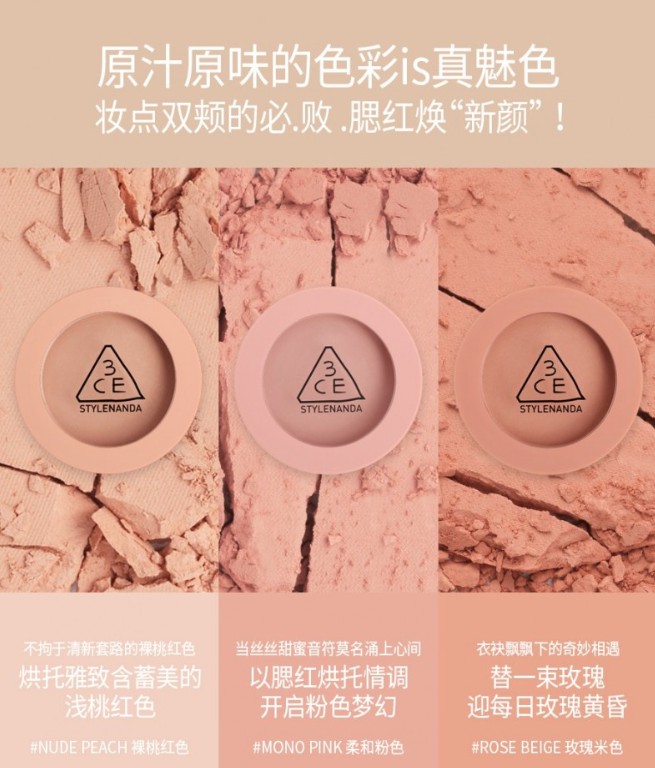 原汁原味的色彩is真魅色
妆点双颊的必.败 .腮红焕“新颜”！
3
CE
STYLENANDA
3
CE
STYLENANDA
3
CE
STYLENANDA
不拘于清新套路的裸桃红色
烘托雅致含蓄美的
浅桃红色
#NUDE PEACH 裸桃红色
当丝丝甜蜜音符莫名涌上心间
以腮红烘托情调
开启粉色梦幻
#MONO PINK 柔和粉色
衣袂飘飘下的奇妙相遇
替一束玫瑰
迎每日玫瑰黄昏
#ROSE BEIGE 玫瑰米色